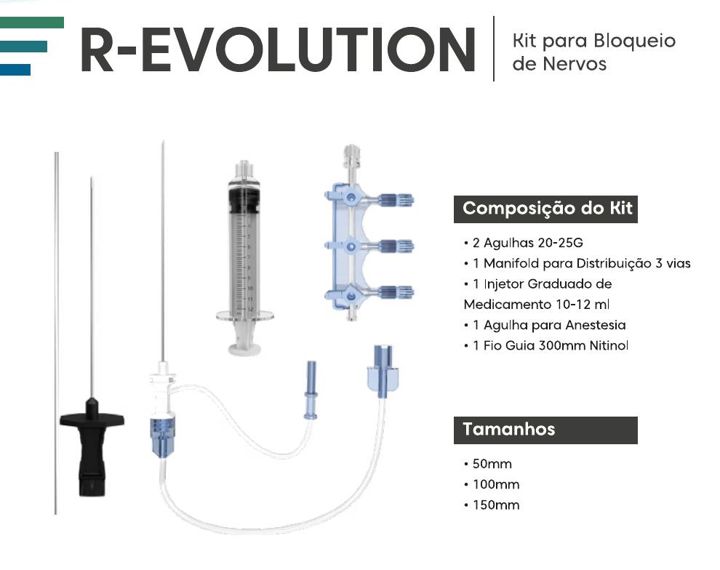 R-EVOLUTION
Kit para Bloqueio
de Nervos
Composição do Kit
• 2 Agulhas 20-25G
• 1 Manifold para Distribuição 3 vias
• 1 Injetor Graduado de
Medicamento 10-12 ml
• 1 Agulha para Anestesia
• 1 Fio Guia 300mm Nitinol
Tamanhos
• 50mm
• 100mm
• 150mm